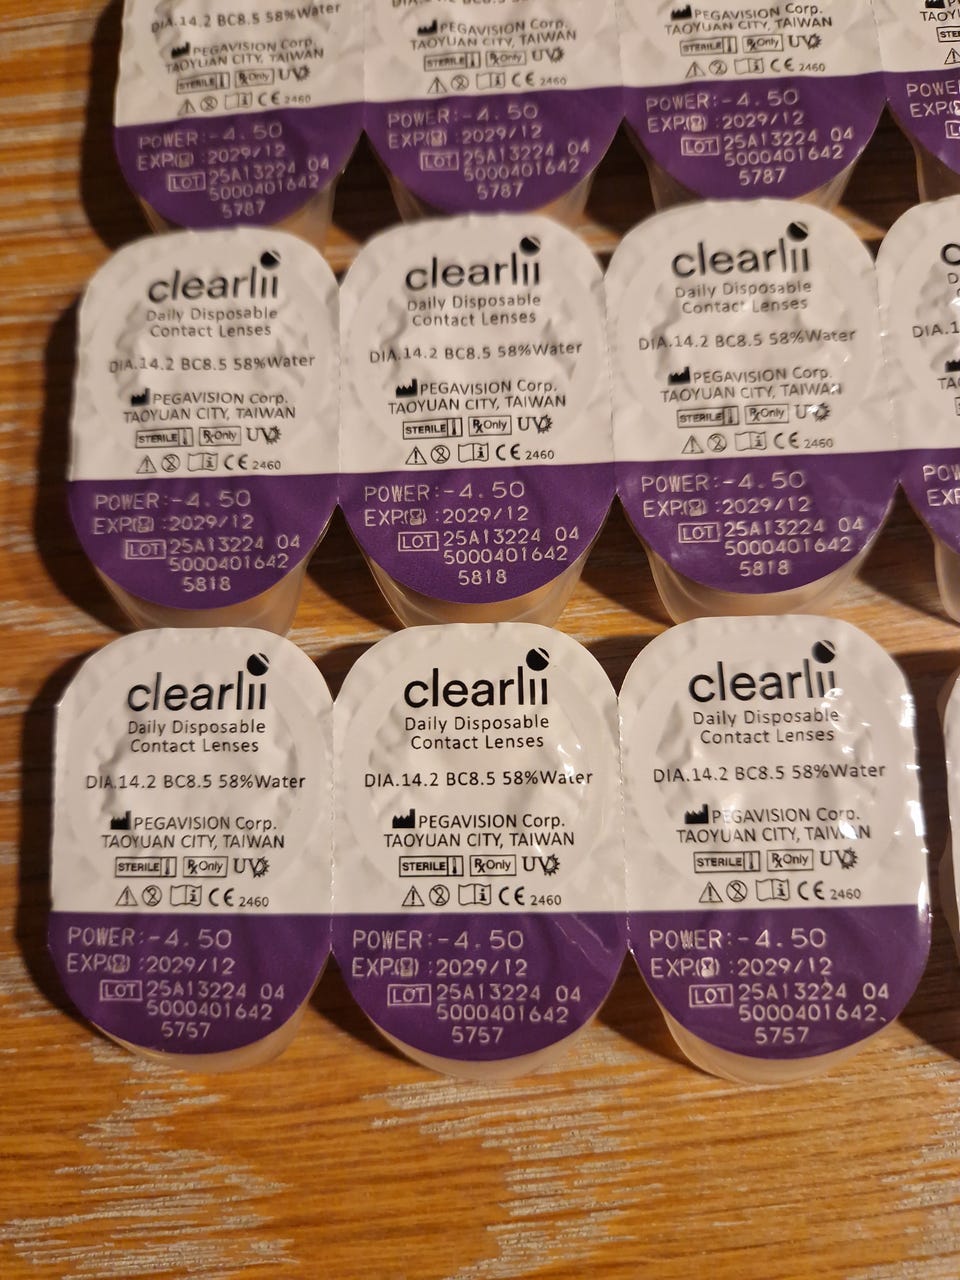 DIA.14.2 BC8.5 58%Water
PEGAVISION Corp.
TAOYUAN CITY, TAIWAN
STERILE Rx Only UV
CE 2460
POWER:-4.50
EXP :2029/12
LOT 25A13224 04
5000401642
5787
Daily Disposable
PEGAVISION Corp.
TAOYUAN CITY, TAIWAN
STERILE Rx Only UV
CE 2460
POWER:-4.50
EXP :2029/12
LOT 25A13224 04
5000401642
5787
PEGAVISION Corp.
TAOYUAN CITY, TAIWAN
STERILE Rx Only UV
CE 2460
POWER:-4.50
EXP :2029/12
LOT 25A13224 04
5000401642
5787
clearlii
Daily Disposable
Contact Lenses
DIA.14.2 BC8.5 58%Water
PEGAVISION Corp.
TAOYUAN CITY, TAIWAN
STERILE Rx Only UV
CE 2460
POWER:-4.50
EXP :2029/12
LOT 25A13224 04
5000401642
5818
clearlii
Daily Disposable
Contact Lenses
DIA.14.2 BC8.5 58%Water
PEGAVISION Corp.
TAOYUAN CITY, TAIWAN
STERILE Rx Only UV
CE 2460
POWER:-4.50
EXP :2029/12
LOT 25A13224 04
5000401642
5818
clearlii
Daily Disposable
Contact Lenses
DIA.14.2 BC8.5 58%Water
PEGAVISION Corp.
TAOYUAN CITY, TAIWAN
STERILE Rx Only UV
CE 2460
POWER:-4.50
EXP :2029/12
LOT 25A13224 04
5000401642
5818
clearlii
Daily Disposable
Contact Lenses
DIA.14.2 BC8.5 58%Water
PEGAVISION Corp.
TAOYUAN CITY, TAIWAN
STERILE Rx Only UV
CE 2460
POWER:-4.50
EXP :2029/12
LOT 25A13224 04
5000401642
5757
clearlii
Daily Disposable
Contact Lenses
DIA.14.2 BC8.5 58%Water
PEGAVISION Corp.
TAOYUAN CITY, TAIWAN
STERILE Rx Only UV
CE 2460
POWER:-4.50
EXP :2029/12
LOT 25A13224 04
5000401642
5757
clearlii
Daily Disposable
Contact Lenses
DIA.14.2 BC8.5 58%Water
PEGAVISION Corp.
TAOYUAN CITY, TAIWAN
STERILE Rx Only UV
CE 2460
POWER:-4.50
EXP :2029/12
LOT 25A13224 04
5000401642
5757